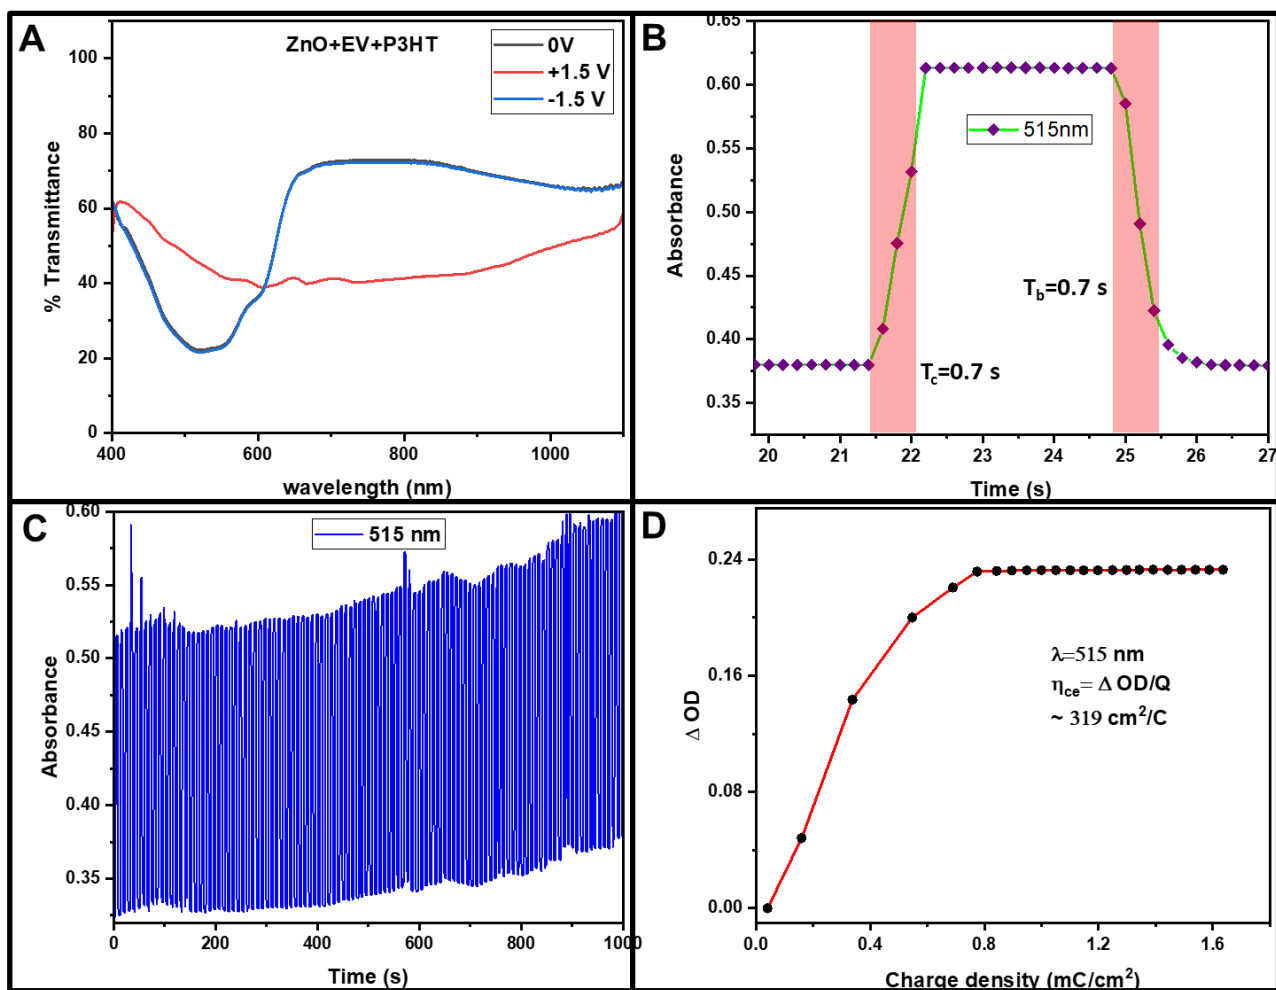 A
ZnO+EV+P3HT
0V
+1.5 V
-1.5 V
100
80
60
40
20
0
% Transmittance
400
600
800
1000
wavelength (nm)
B
0.65
0.60
0.55
0.50
0.45
0.40
0.35
Absorbance
515nm
Tb=0.7 s
Tc=0.7 s
20
21
22
23
24
25
26
27
Time (s)
C
0.60
0.55
0.50
0.45
0.40
0.35
Absorbance
515 nm
0
200
400
600
800
1000
Time (s)
D
0.24
0.16
0.08
0.00
Δ OD
λ=515 nm
ηce= Δ OD/Q
~ 319 cm²/C
0.0
0.4
0.8
1.2
1.6
Charge density (mC/cm²)